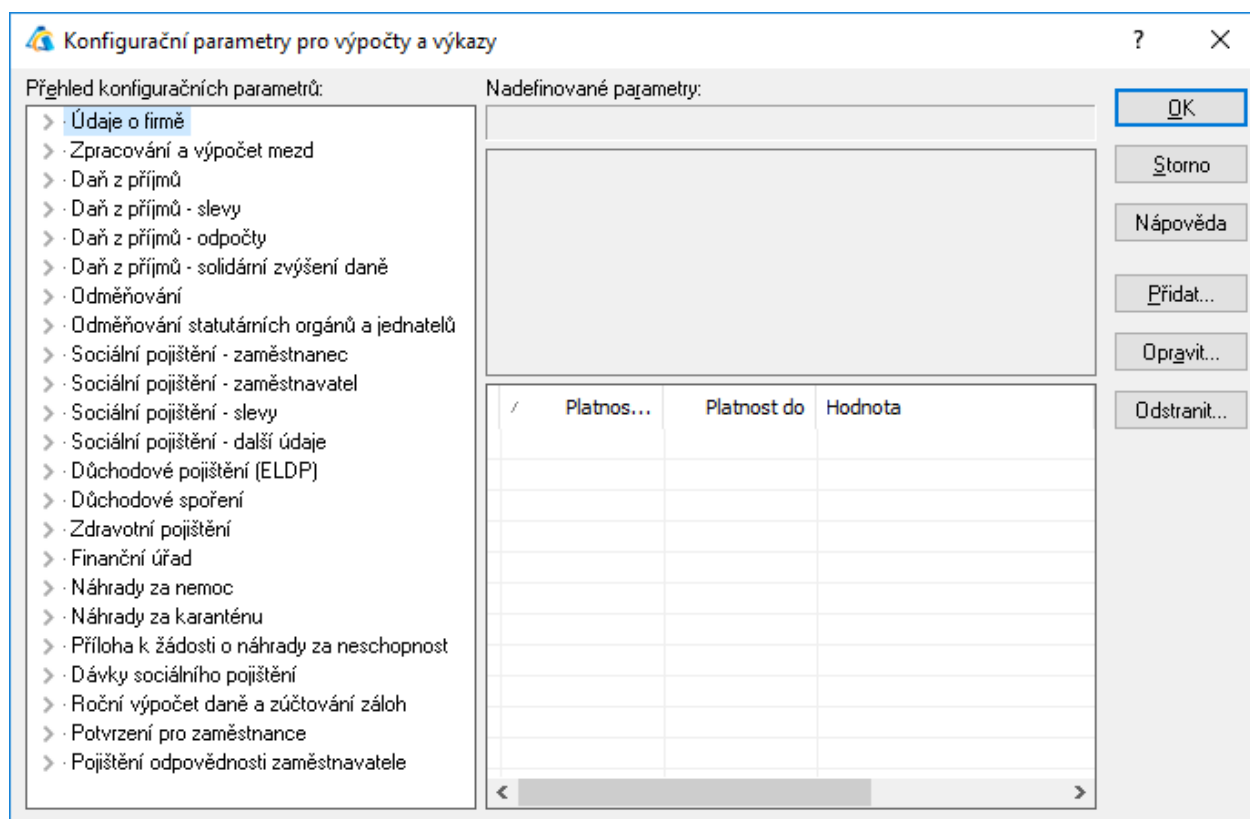 Konfigurační parametry pro výpočty a výkazy
Přehled konfiguračních parametrů:
Údaje o firmě
Zpracování a výpočet mezd
Daň z příjmů
Daň z příjmů - slevy
Daň z příjmů - odpočty
Daň z příjmů - solidární zvýšení daně
Odměňování
Odměňování statutárních orgánů a jednatelů
Sociální pojištění - zaměstnanec
Sociální pojištění - zaměstnavatel
Sociální pojištění - slevy
Sociální pojištění - další údaje
Důchodové pojištění (ELDP)
Důchodové spoření
Zdravotní pojištění
Finanční úřad
Náhrady za nemoc
Náhrady za karanténu
Příloha k žádosti o náhrady za neschopnost
Dávky sociálního pojištění
Roční výpočet daně a zúčtování záloh
Potvrzení pro zaměstnance
Pojištění odpovědnosti zaměstnavatele
Nadefinované parametry:
Platnos... Platnost do Hodnota
OK
Storno
Nápověda
Přidat...
Opravit...
Odstranit...